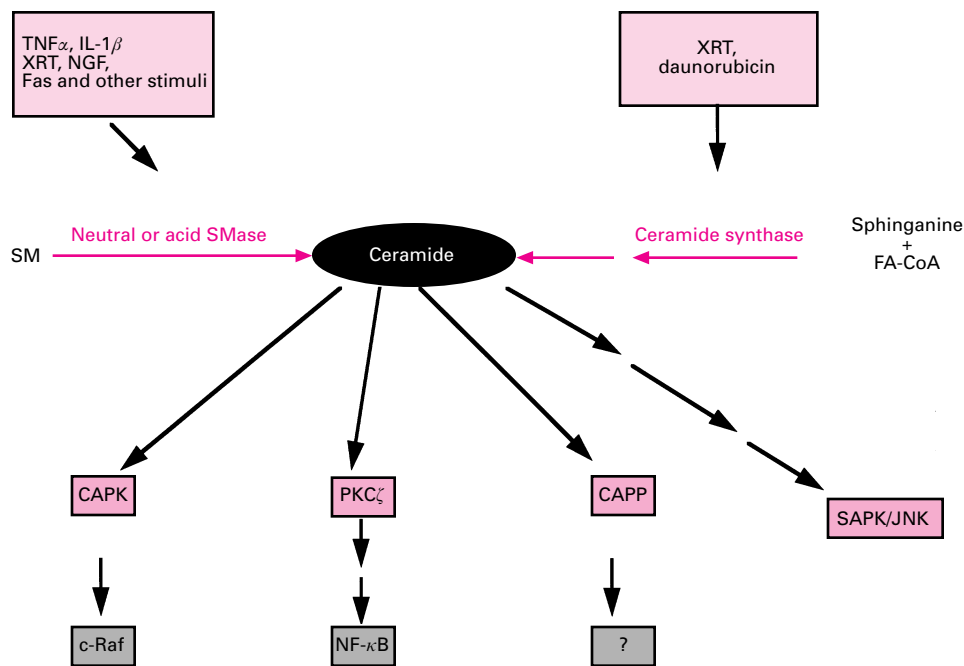 TNFα, IL-1β
XRT, NGF,
Fas and other stimuli
XRT,
daunorubicin
SM
Neutral or acid SMase
Ceramide
Ceramide synthase
Sphinganine
+
FA-CoA
CAPK
PKCζ
CAPP
SAPK/JNK
c-Raf
NF-κB
?